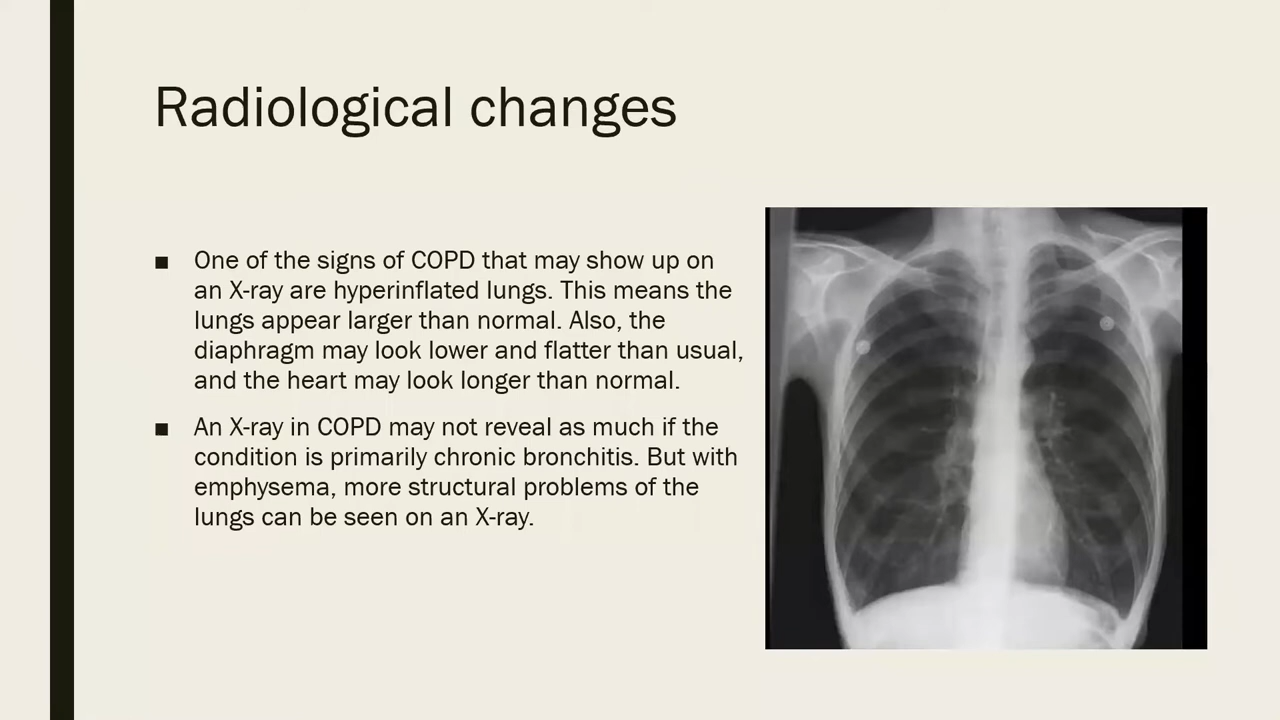 Radiological changes
■ One of the signs of COPD that may show up on
an X-ray are hyperinflated lungs. This means the
lungs appear larger than normal. Also, the
diaphragm may look lower and flatter than usual,
and the heart may look longer than normal.
■ An X-ray in COPD may not reveal as much if the
condition is primarily chronic bronchitis. But with
emphysema, more structural problems of the
lungs can be seen on an X-ray.